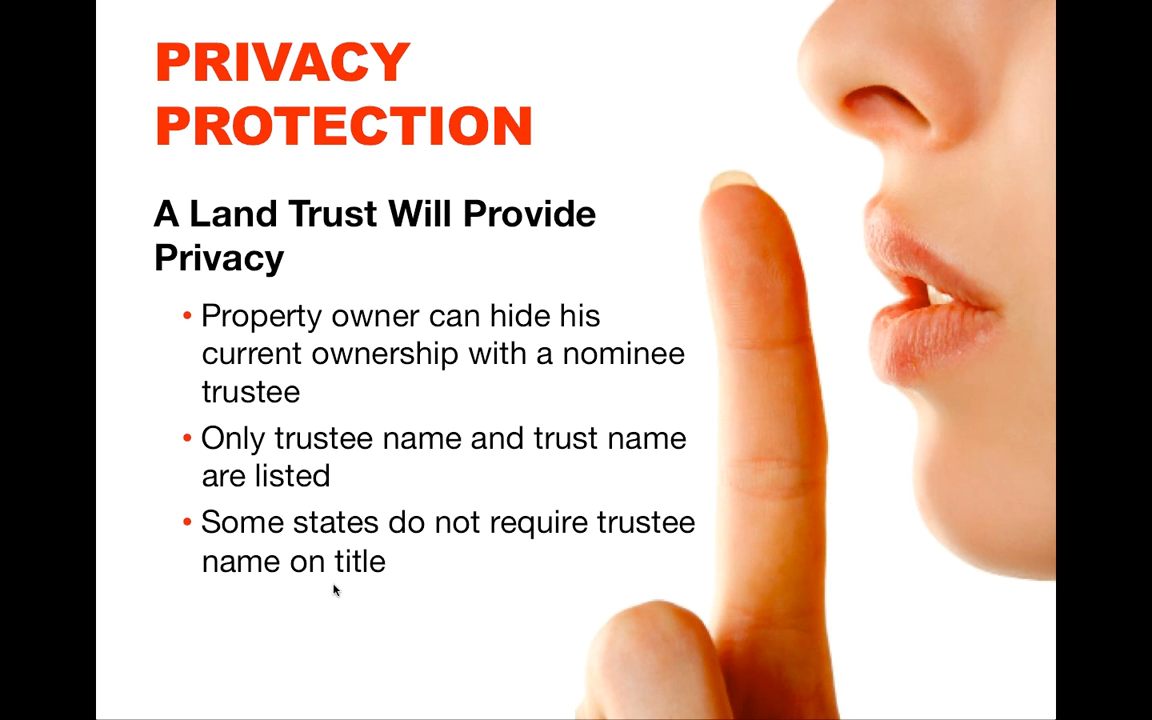 PRIVACY
PROTECTION
A Land Trust Will Provide
Privacy
• Property owner can hide his
current ownership with a nominee
trustee
• Only trustee name and trust name
are listed
• Some states do not require trustee
name on title